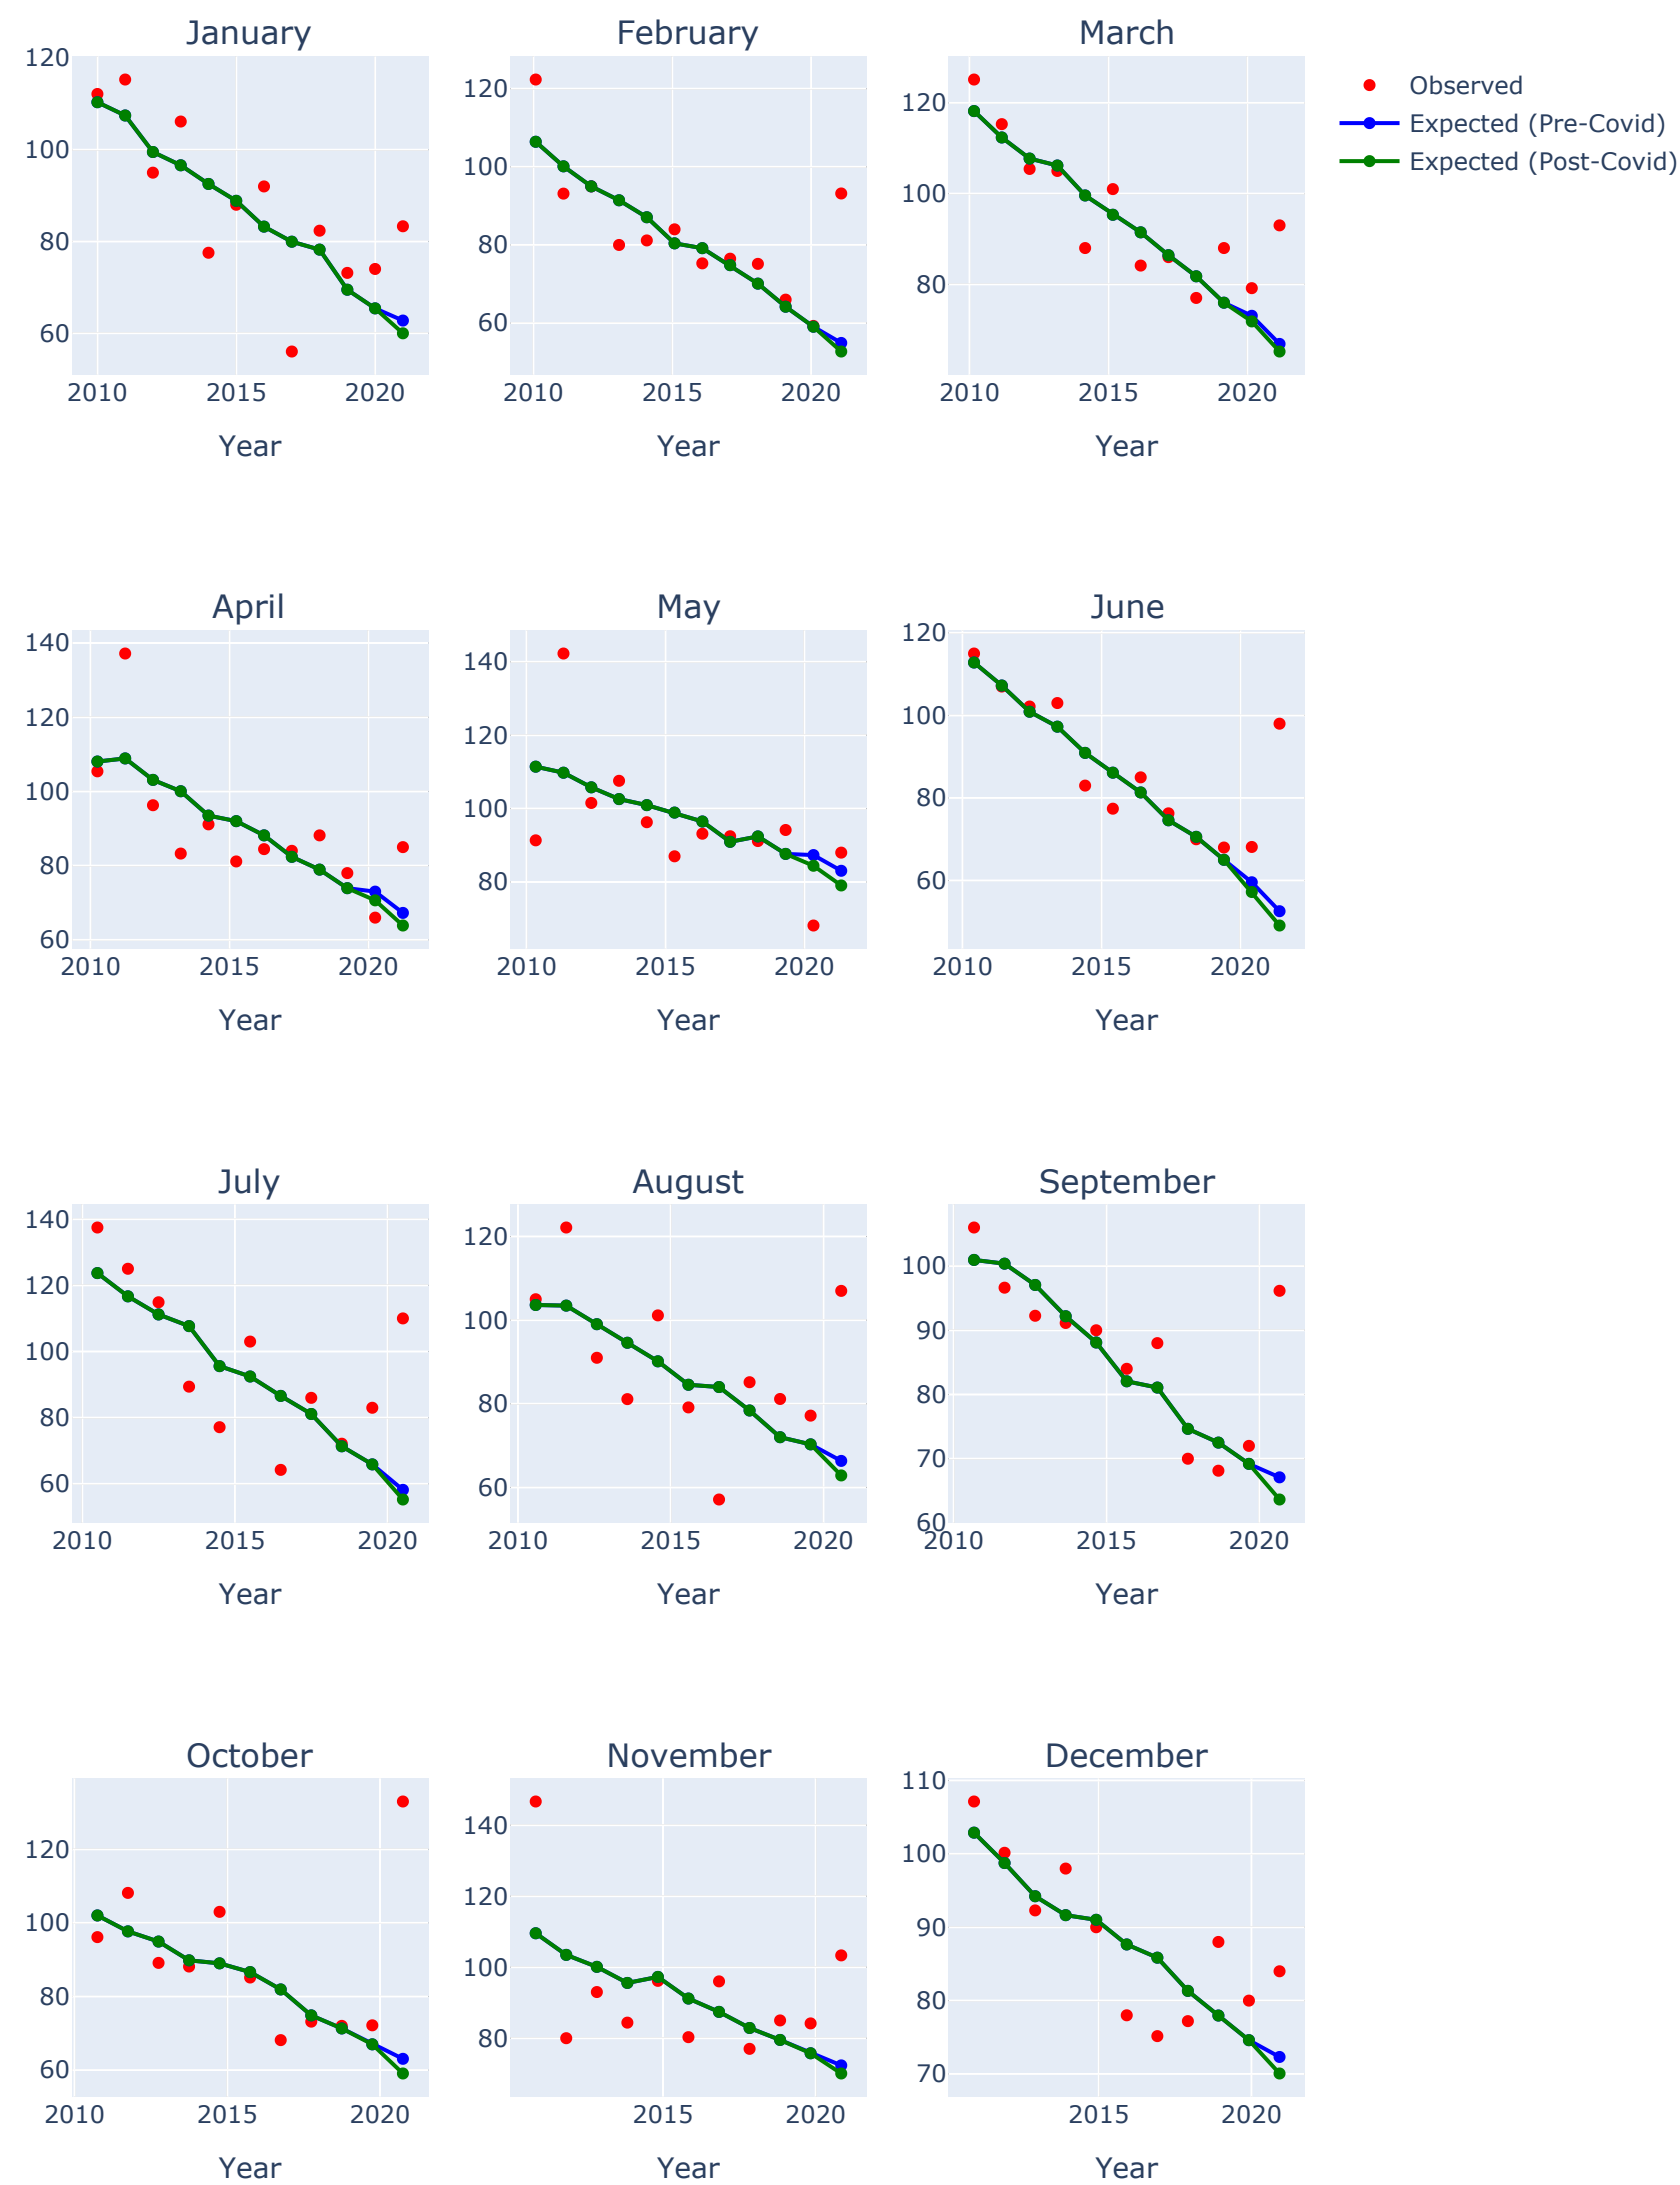 January February March
120
100
80
60
2010 2015 2020
Year
120
100
80
60
2010 2015 2020
Year
120
100
80
2010 2015 2020
Year
Observed
Expected (Pre-Covid)
Expected (Post-Covid)
April May June
140
120
100
80
60
2010 2015 2020
Year
140
120
100
80
2010 2015 2020
Year
120
100
80
60
2010 2015 2020
Year
July August September
140
120
100
80
60
2010 2015 2020
Year
120
100
80
60
2010 2015 2020
Year
100
90
80
70
60
2010 2015 2020
Year
October November December
120
100
80
60
2010 2015 2020
Year
140
120
100
80
2015 2020
Year
110
100
90
80
70
2015 2020
Year